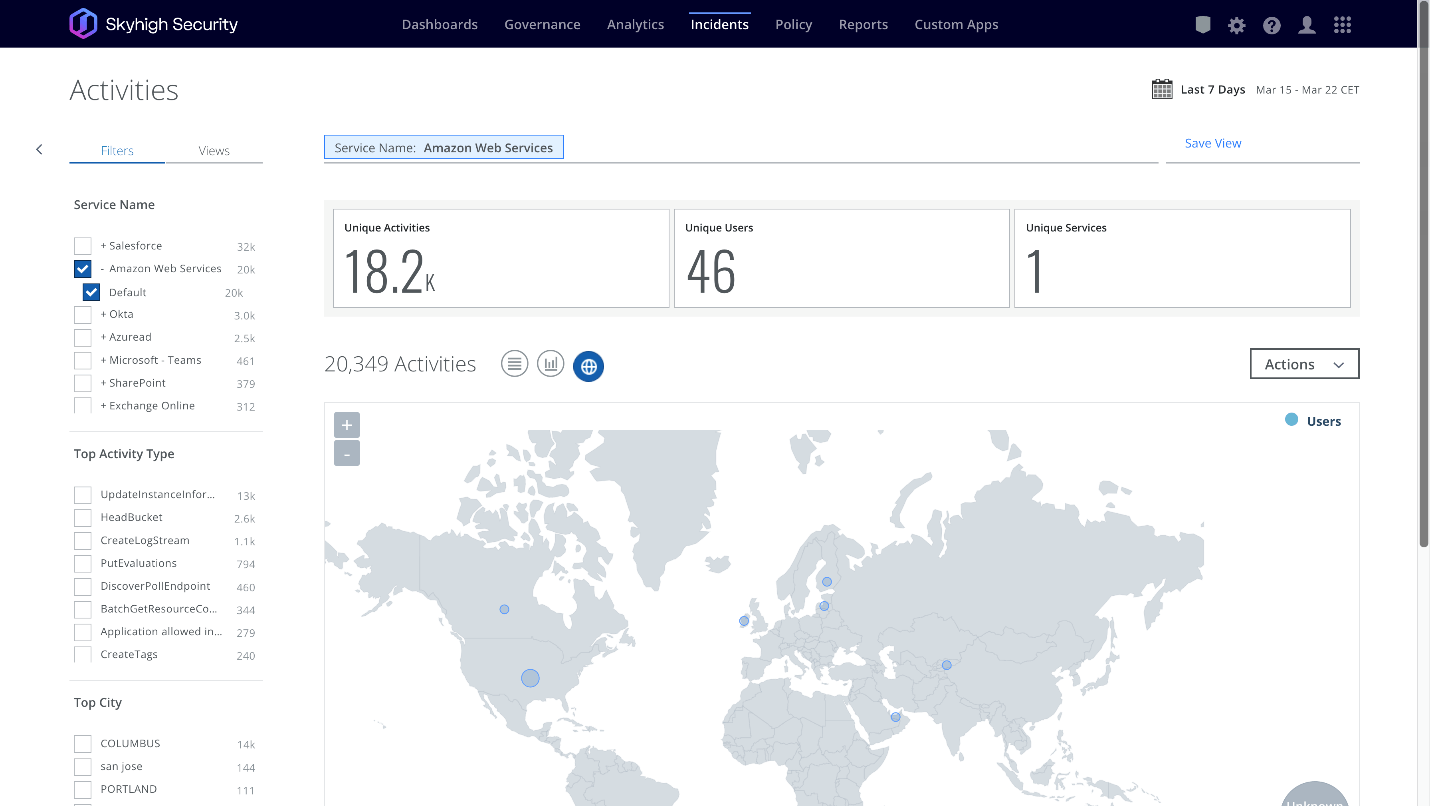 Skyhigh Security
Dashboards Governance Analytics Incidents Policy Reports Custom Apps
Activities
Last 7 Days Mar 15 - Mar 22 CET
Filters Views
Service Name: Amazon Web Services
Save View
Service Name
+ Salesforce 32k
- Amazon Web Services 20k
Default 20k
+ Okta 3.0k
+ Azuread 2.5k
+ Microsoft - Teams 461
+ SharePoint 379
+ Exchange Online 312
Unique Activities
18.2K
Unique Users
46
Unique Services
1
20,349 Activities
Actions
+
-
Users
Top Activity Type
UpdateInstanceInfor... 13k
HeadBucket 2.6k
CreateLogStream 1.1k
PutEvaluations 794
DiscoverPollEndpoint 460
BatchGetResourceCo... 344
Application allowed in... 279
CreateTags 240
Top City
COLUMBUS 14k
san jose 144
PORTLAND 111
Unknown